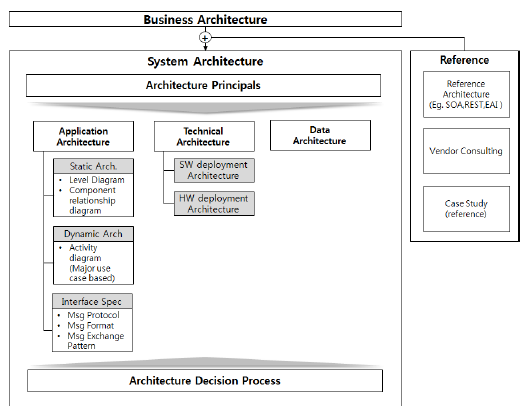 Business Architecture
+
System Architecture
Architecture Principals
Application
Architecture
Static Arch.
• Level Diagram
• Component
relationship
diagram
Dynamic Arch
• Activity
diagram
(Major use
case based)
Interface Spec
• Msg Protocol
• Msg Format
• Msg Exchange
Pattern
Technical
Architecture
SW deployment
Architecture
HW deployment
Architecture
Data
Architecture
Architecture Decision Process
Reference
Reference
Architecture
(Eg. SOA,REST,EAI )
Vendor Consulting
Case Study
(reference)